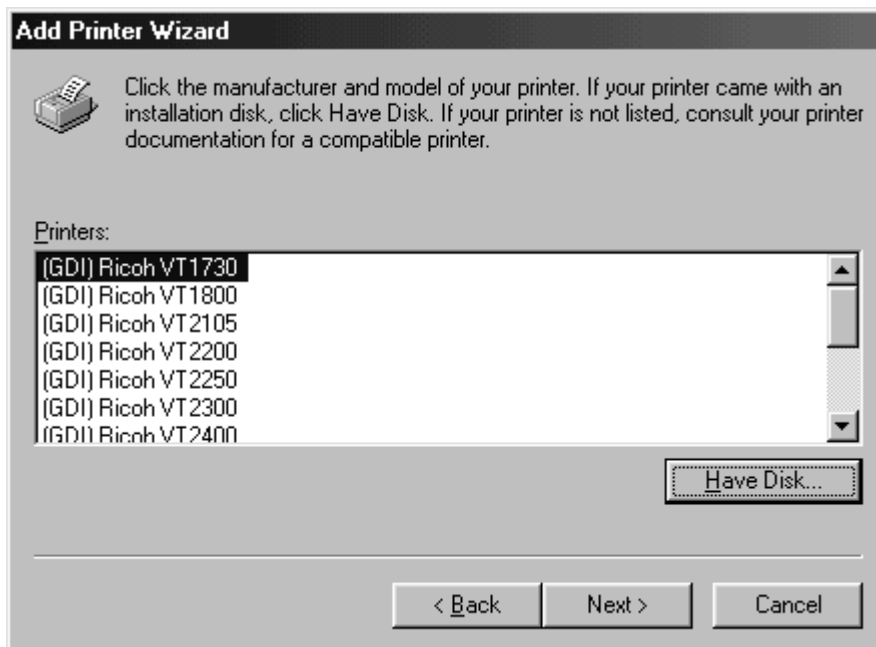 Add Printer Wizard
Click the manufacturer and model of your printer. If your printer came with an
installation disk, click Have Disk. If your printer is not listed, consult your printer
documentation for a compatible printer.
Printers:
(GDI) Ricoh VT1730
(GDI) Ricoh VT1800
(GDI) Ricoh VT2105
(GDI) Ricoh VT2200
(GDI) Ricoh VT2250
(GDI) Ricoh VT2300
(GDI) Ricoh VT2400
Have Disk...
< Back
Next >
Cancel